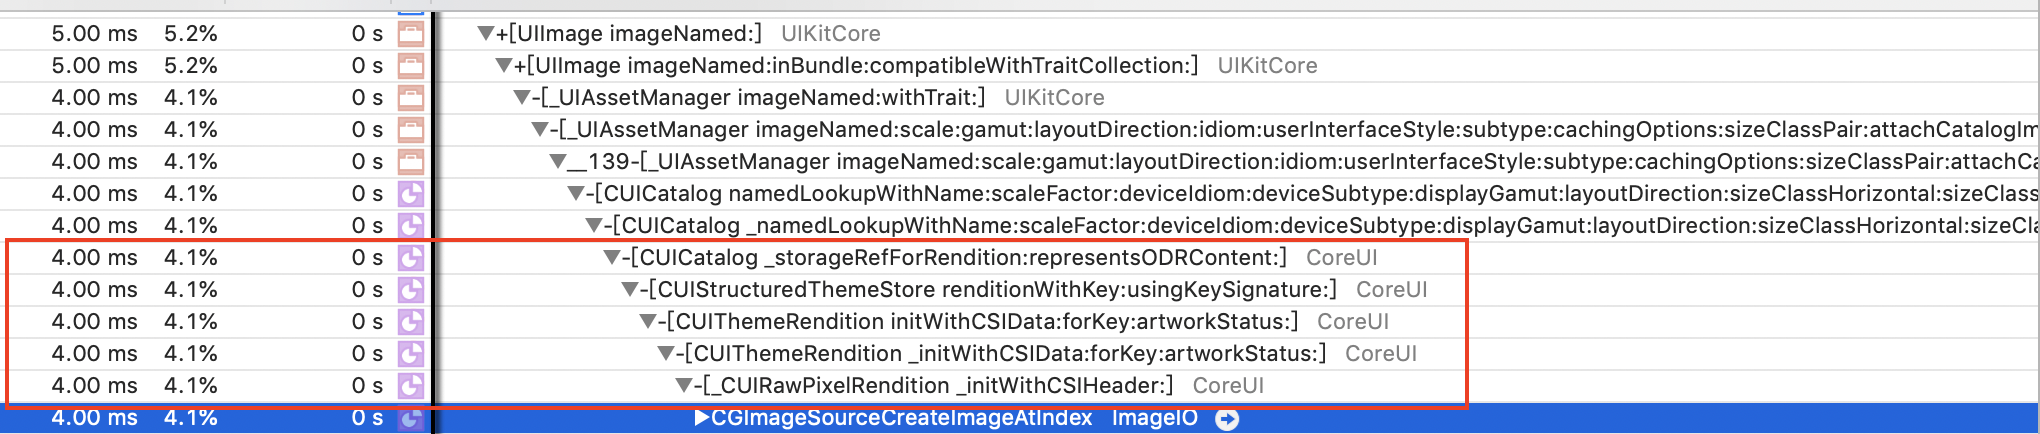 5.00 ms 5.2% 0 s +[UIImage imageNamed:] UIKitCore
5.00 ms 5.2% 0 s +[UIImage imageNamed:inBundle:compatibleWithTraitCollection:] UIKitCore
4.00 ms 4.1% 0 s -[_UIAssetManager imageNamed:withTrait:] UIKitCore
4.00 ms 4.1% 0 s -[_UIAssetManager imageNamed:scale:gamut:layoutDirection:idiom:userInterfaceStyle:subtype:cachingOptions:sizeClassPair:attachCatalogIm
4.00 ms 4.1% 0 s __139-[_UIAssetManager imageNamed:scale:gamut:layoutDirection:idiom:userInterfaceStyle:subtype:cachingOptions:sizeClassPair:attachCa
4.00 ms 4.1% 0 s -[CUICatalog namedLookupWithName:scaleFactor:deviceIdiom:deviceSubtype:displayGamut:layoutDirection:sizeClassHorizontal:sizeClass
4.00 ms 4.1% 0 s -[CUICatalog _namedLookupWithName:scaleFactor:deviceIdiom:deviceSubtype:displayGamut:layoutDirection:sizeClassHorizontal:sizeCla
4.00 ms 4.1% 0 s -[CUICatalog _storageRefForRendition:representsODRContent:] CoreUI
4.00 ms 4.1% 0 s -[CUIStructuredThemeStore renditionWithKey:usingKeySignature:] CoreUI
4.00 ms 4.1% 0 s -[CUIThemeRendition initWithCSIData:forKey:artworkStatus:] CoreUI
4.00 ms 4.1% 0 s -[CUIThemeRendition _initWithCSIData:forKey:artworkStatus:] CoreUI
4.00 ms 4.1% 0 s -[_CUIRawPixelRendition _initWithCSIHeader:] CoreUI
4.00 ms 4.1% 0 s CGImageSourceCreateImageAtIndex ImageIO